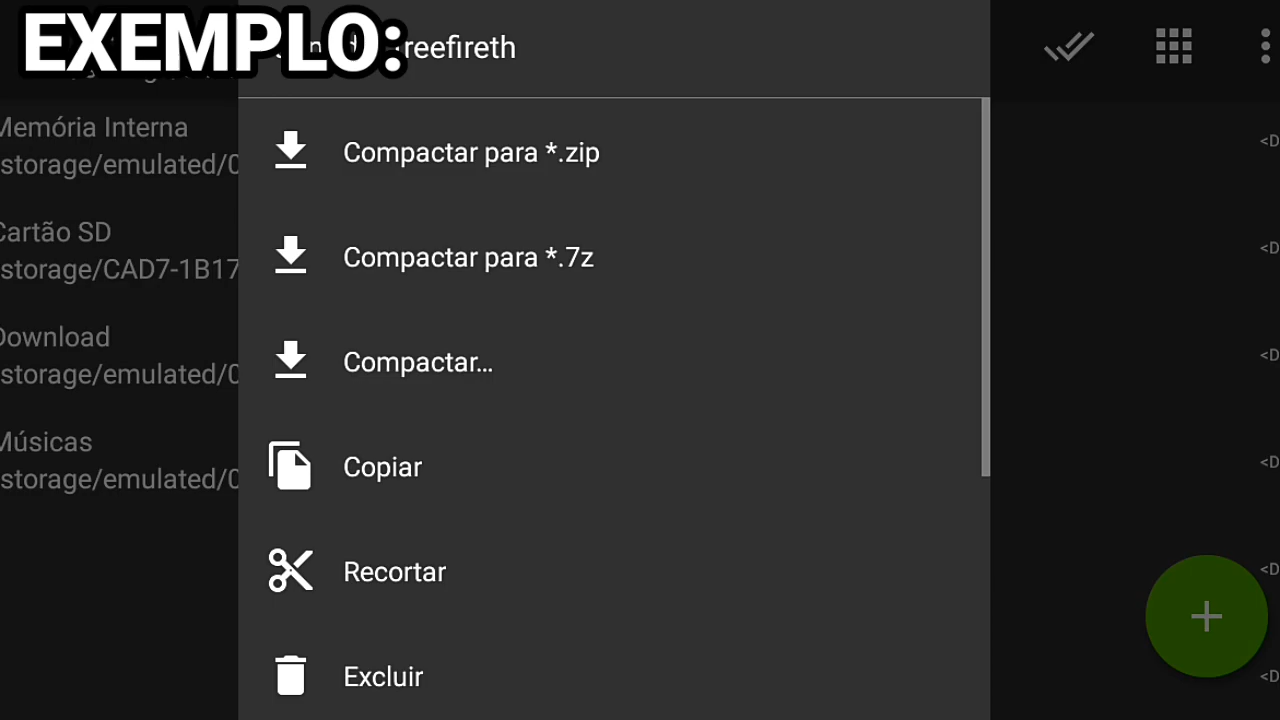 EXEMPLO:
reefireth
Memória Interna
storage/emulated/0
Cartão SD
storage/CAD7-1B17
Download
storage/emulated/0
Músicas
storage/emulated/0
Compactar para *.zip
Compactar para *.7z
Compactar...
Copiar
Recortar
Excluir
<D
<D
<D
<D
<D
<D